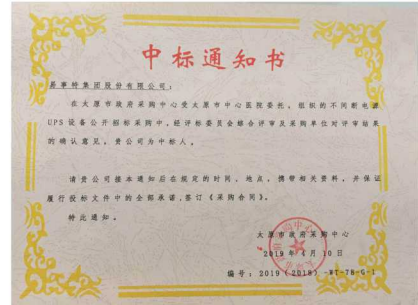 中标通知书
易事特集团股份有限公司：
在太原市政府采购中心受太原市中心医院委托，组织的不间断电源
UPS设备公开招标采购中，经评标委员会综合评审及采购单位对评审结果
的确认意见。贵公司为中标人。
请贵公司接本通知后在规定的时间、地点，携带相关资料，并保证
履行投标文件中的全部承诺，签订《采购合同》。
特此通知。
太原市政府采购中心
2019年4月10日
编号：2019（2018）-WT-78-G-1